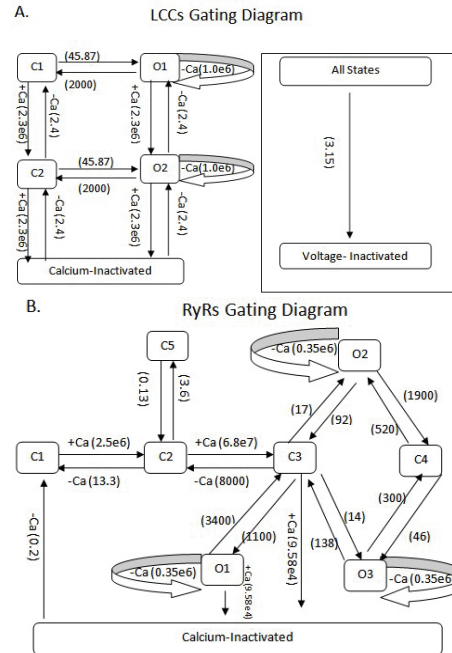 A.
LCCs Gating Diagram
C1
(45.87)
(2000)
O1
-Ca(1.0e6)
+Ca(2.3e6)
-Ca(2.4)
+Ca(2.3e6)
-Ca(2.4)
C2
(45.87)
(2000)
O2
-Ca(1.0e6)
+Ca(2.3e6)
-Ca(2.4)
+Ca(2.3e6)
-Ca(2.4)
Calcium-Inactivated
All States
(3.15)
Voltage- Inactivated
B.
RyRs Gating Diagram
C5
(0.13)
(3.6)
-Ca(0.35e6)
O2
(17)
(92)
(520)
(1900)
C1
+Ca (2.5e6)
-Ca(13.3)
C2
+Ca (6.8e7)
-Ca(8000)
C3
C4
-Ca(0.2)
(3400)
(1100)
+Ca(9.58e4)
(14)
(138)
(300)
(46)
-Ca(0.35e6)
O1
+Ca(9.58e4)
O3
-Ca(0.35e6)
Calcium-Inactivated